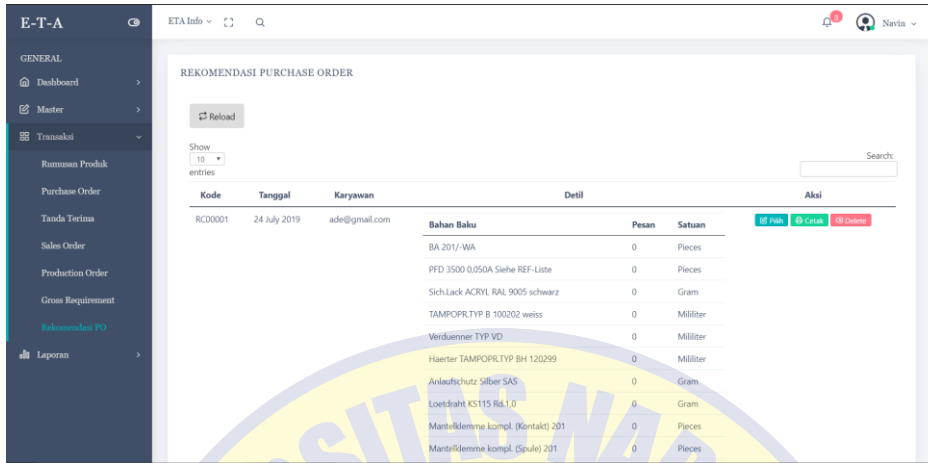 E-T-A
ETA Info
3
Navin
GENERAL
Dashboard
Master
Transaksi
Rumusan Produk
Purchase Order
Tanda Terima
Sales Order
Production Order
Gross Requirement
Rekomendasi PO
Laporan
REKOMENDASI PURCHASE ORDER
Reload
Show
10
entries
Search:
Kode Tanggal Karyawan Detil Aksi
RC00001 24 July 2019 ade@gmail.com
Pilih Cetak Delete
Bahan Baku Pesan Satuan
BA 201/-WA 0 Pieces
PFD 3500 0,050A Siehe REF-Liste 0 Pieces
Sich.Lack ACRYL RAL 9005 schwarz 0 Gram
TAMPOPR.TYP B 100202 weiss 0 Mililiter
Verduenner TYP VD 0 Mililiter
Haerter TAMPOPR.TYP BH 120299 0 Mililiter
Anlaufschutz Silber SAS 0 Gram
Loetdraht KS115 Rd.1,0 0 Gram
Mantelklemme kompl. (Kontakt) 201 0 Pieces
Mantelklemme kompl. (Spule) 201 0 Pieces
SITAS NA